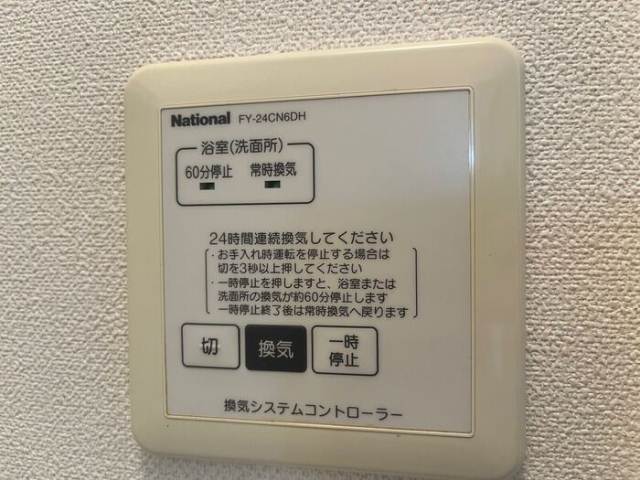 National FY-24CN6DH
浴室(洗面所)
60分停止 常時換気
24時間連続換気してください
・お手入れ時運転を停止する場合は
切を3秒以上押してください
・一時停止を押しますと、浴室または
洗面所の換気が約60分停止します
一時停止終了後は常時換気へ戻ります
切 換気 一時
停止
換気システムコントローラー